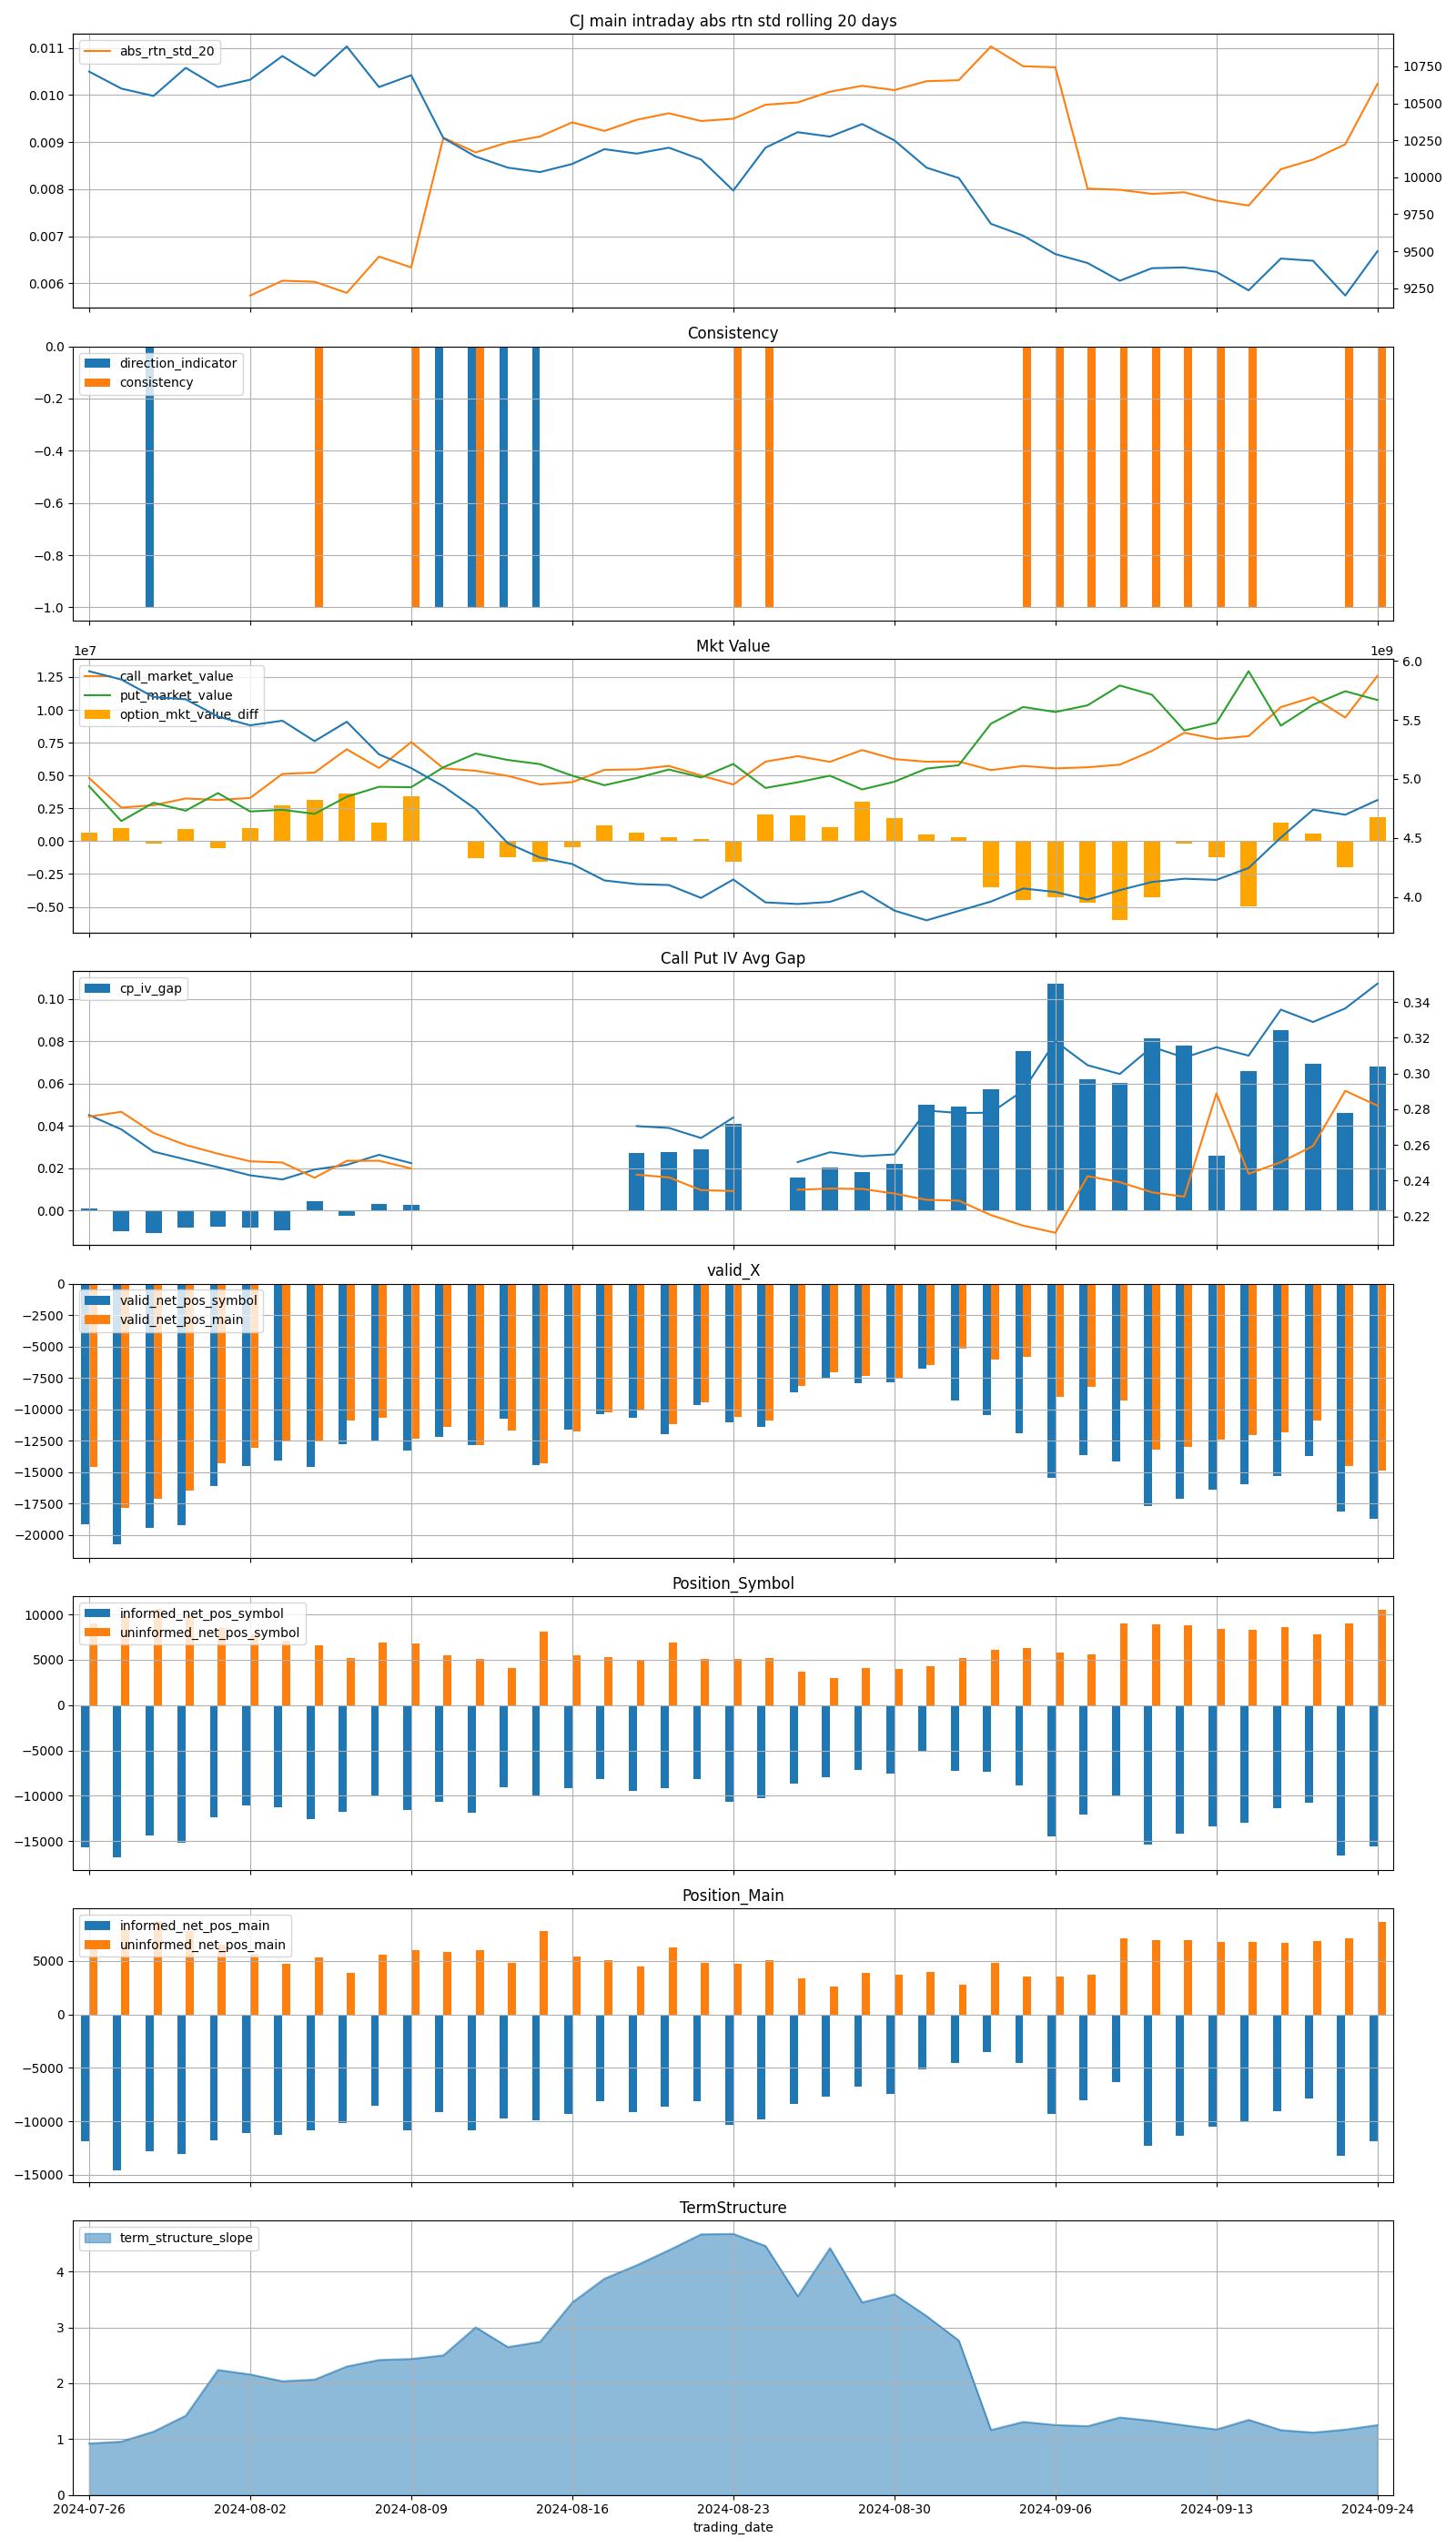 CJ main intraday abs rtn std rolling 20 days
abs_rtn_std_20
0.011
0.010
0.009
0.008
0.007
0.006
10750
10500
10250
10000
9750
9500
9250
Consistency
direction_indicator
consistency
0.0
−0.2
−0.4
−0.6
−0.8
−1.0
Mkt Value
1e7
1e9
call_market_value
put_market_value
option_mkt_value_diff
1.25
1.00
0.75
0.50
0.25
0.00
−0.25
−0.50
6.0
5.5
5.0
4.5
4.0
Call Put IV Avg Gap
cp_iv_gap
0.10
0.08
0.06
0.04
0.02
0.00
0.34
0.32
0.30
0.28
0.26
0.24
0.22
valid_X
valid_net_pos_symbol
valid_net_pos_main
0
−2500
−5000
−7500
−10000
−12500
−15000
−17500
−20000
Position_Symbol
informed_net_pos_symbol
uninformed_net_pos_symbol
10000
5000
0
−5000
−10000
−15000
Position_Main
informed_net_pos_main
uninformed_net_pos_main
5000
0
−5000
−10000
−15000
TermStructure
term_structure_slope
4
3
2
1
0
2024-07-26 2024-08-02 2024-08-09 2024-08-16 2024-08-23 2024-08-30 2024-09-06 2024-09-13 2024-09-24
trading_date